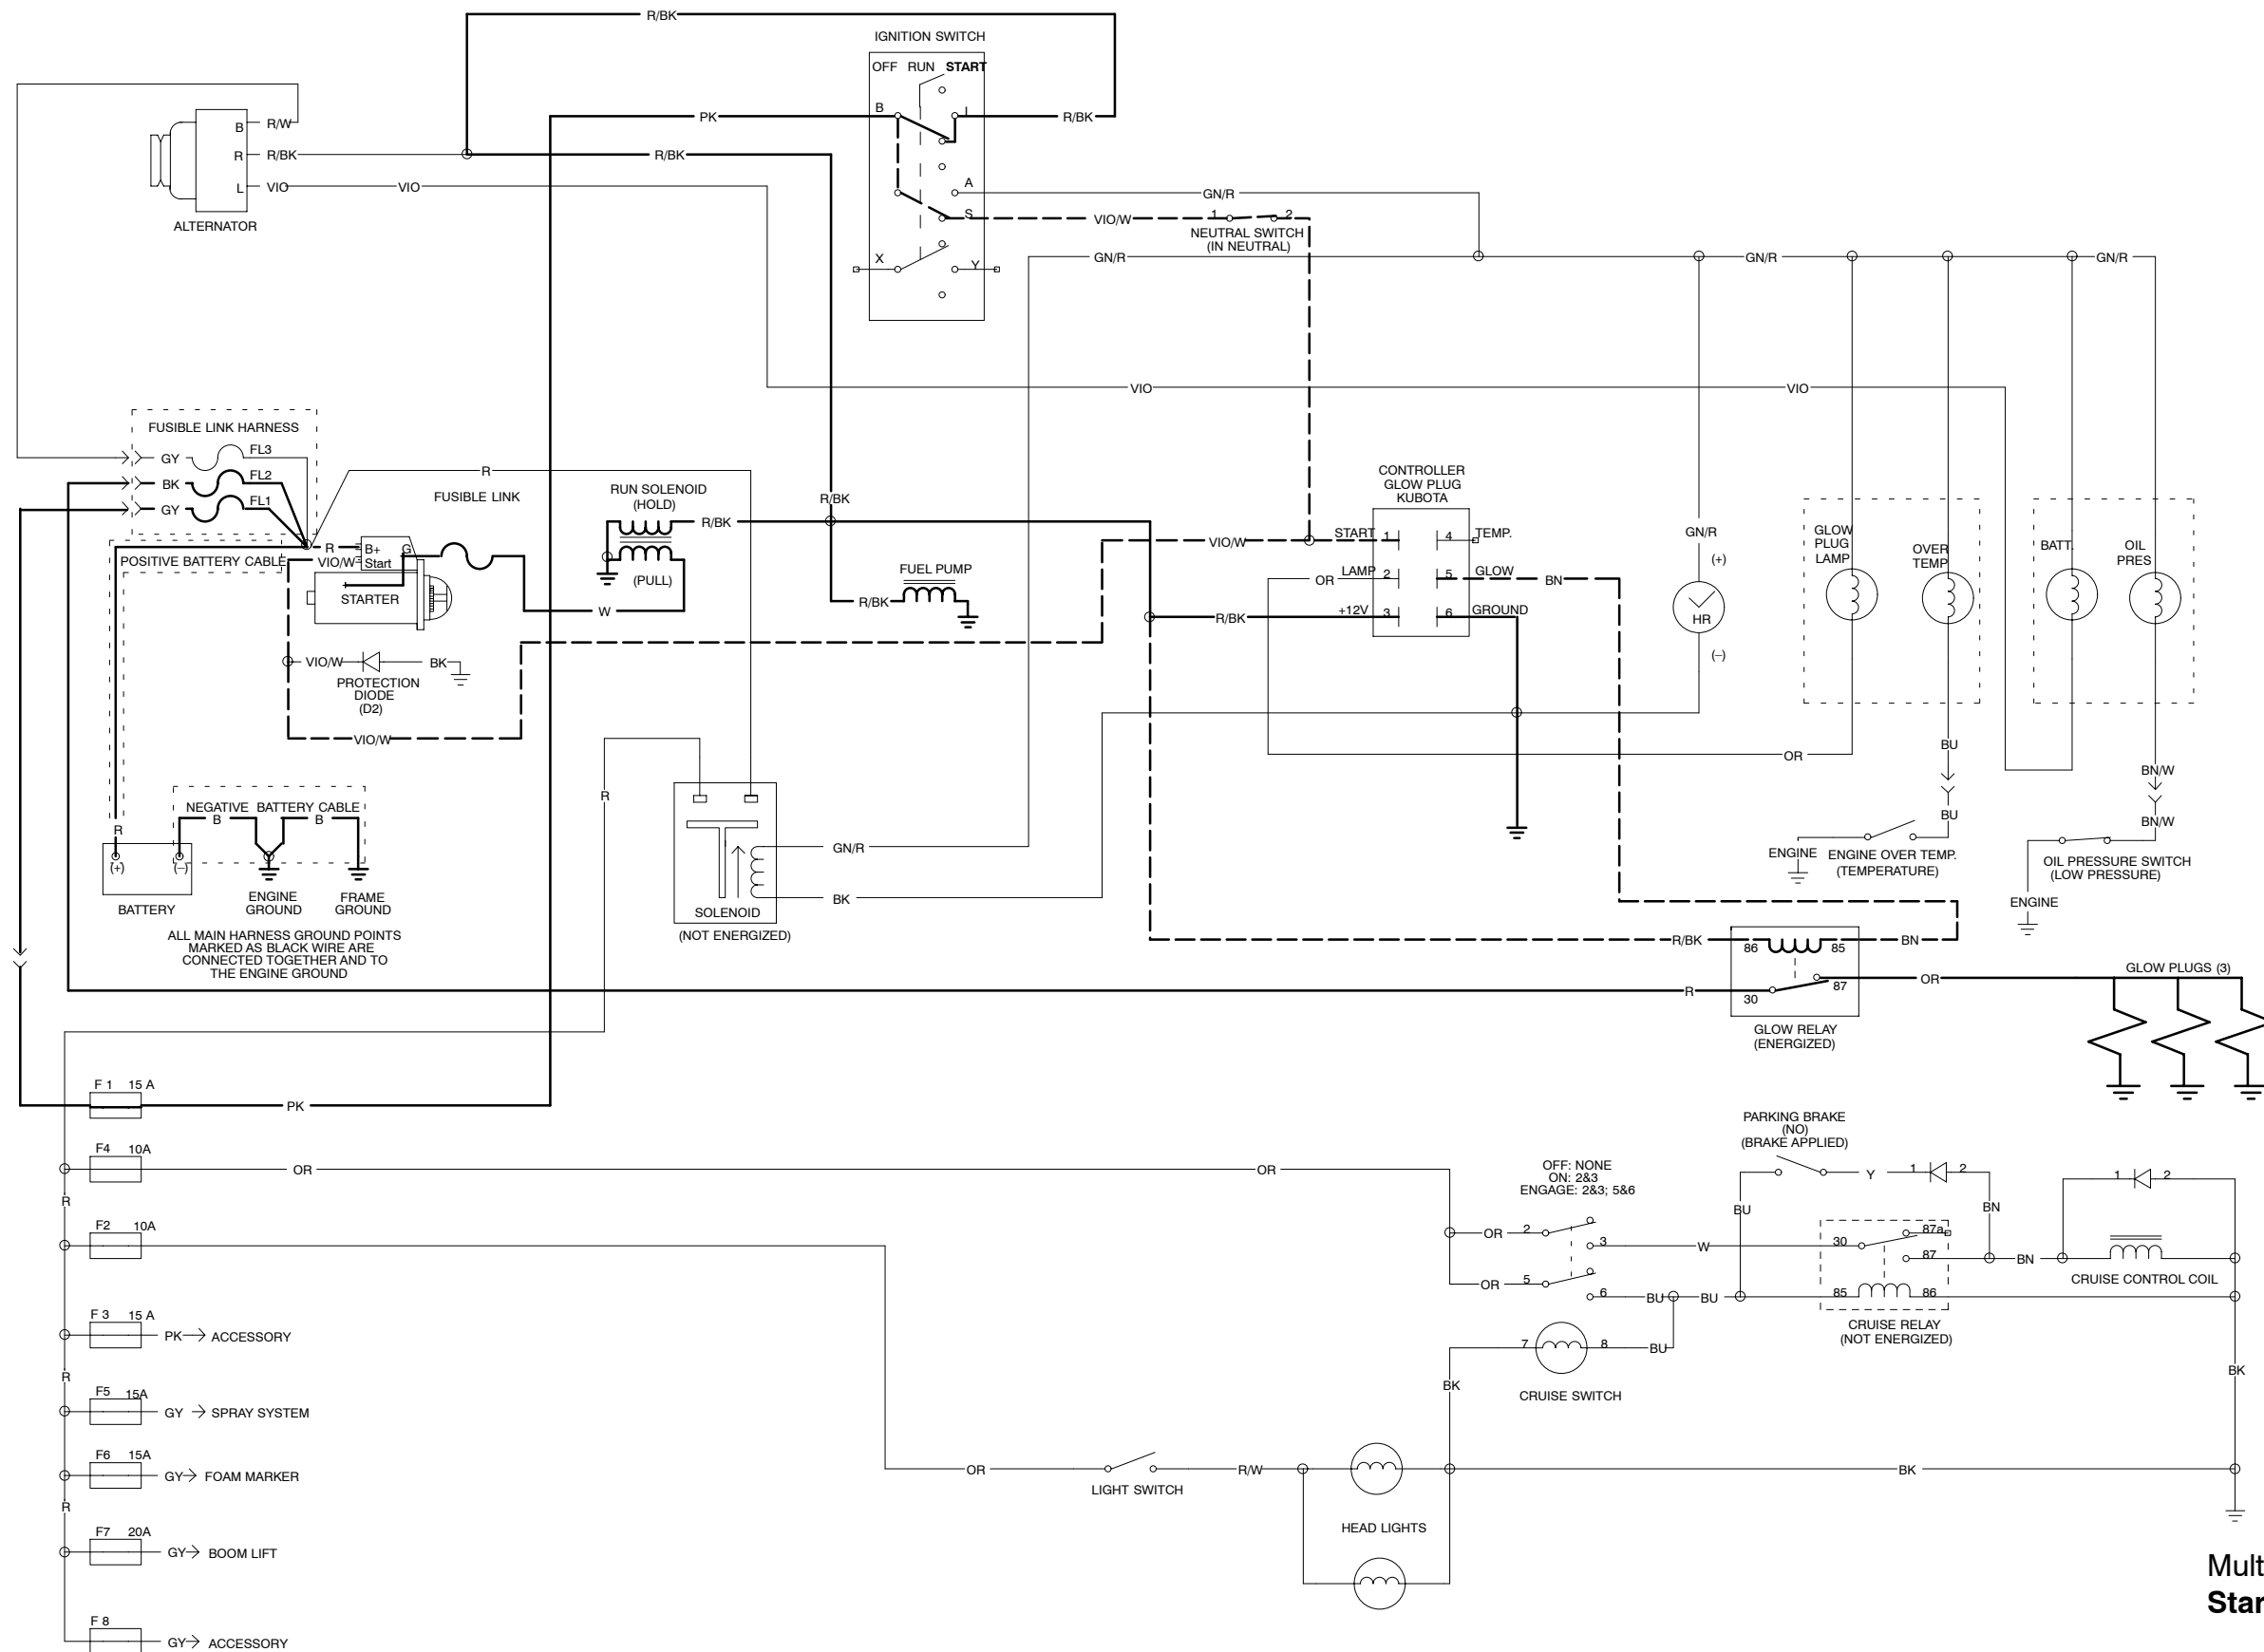 R/BK
IGNITION SWITCH
OFF RUN START
B
I
PK
R/BK
B
R/W
R
R/BK
R/BK
L
VIO
VIO
ALTERNATOR
A
GN/R
S
VIO/W
1
2
NEUTRAL SWITCH
(IN NEUTRAL)
X
Y
GN/R
GN/R
GN/R
VIO
VIO
FUSIBLE LINK HARNESS
GY
FL3
BK
FL2
GY
FL1
R
FUSIBLE LINK
RUN SOLENOID
(HOLD)
R/BK
R/BK
(PULL)
W
POSITIVE BATTERY CABLE
R
B+
G
VIO/W
Start
STARTER
FUEL PUMP
R/BK
VIO/W
BK
PROTECTION
DIODE
(D2)
VIO/W
CONTROLLER
GLOW PLUG
KUBOTA
VIO/W
START
1
4
TEMP.
OR
LAMP
2
5
GLOW
BN
R/BK
+12V
3
6
GROUND
GN/R
(+)
HR
(–)
GLOW
PLUG
LAMP
OVER
TEMP
BATT.
OIL
PRES
OR
BU
BU
BN/W
BN/W
ENGINE
ENGINE OVER TEMP.
(TEMPERATURE)
OIL PRESSURE SWITCH
(LOW PRESSURE)
ENGINE
R
NEGATIVE BATTERY CABLE
B
B
R
(+)
(–)
BATTERY
ENGINE
GROUND
FRAME
GROUND
ALL MAIN HARNESS GROUND POINTS
MARKED AS BLACK WIRE ARE
CONNECTED TOGETHER AND TO
THE ENGINE GROUND
GN/R
BK
SOLENOID
(NOT ENERGIZED)
R/BK
86
85
BN
R
30
87
OR
GLOW PLUGS (3)
GLOW RELAY
(ENERGIZED)
F 1 15 A
PK
F4 10A
OR
OR
R
F2 10A
F 3 15 A
PK
ACCESSORY
R
F5 15A
GY
SPRAY SYSTEM
F6 15A
GY
FOAM MARKER
R
F7 20A
GY
BOOM LIFT
F 8
GY
ACCESSORY
PARKING BRAKE
(NO)
(BRAKE APPLIED)
OFF: NONE
ON: 2&3
ENGAGE: 2&3; 5&6
Y
1
2
1
2
BU
BN
OR
2
3
W
30
87a
87
BN
CRUISE CONTROL COIL
OR
5
6
BU
BU
85
86
CRUISE RELAY
(NOT ENERGIZED)
7
8
BU
BK
CRUISE SWITCH
BK
OR
R/W
BK
LIGHT SWITCH
HEAD LIGHTS
Mult
Star